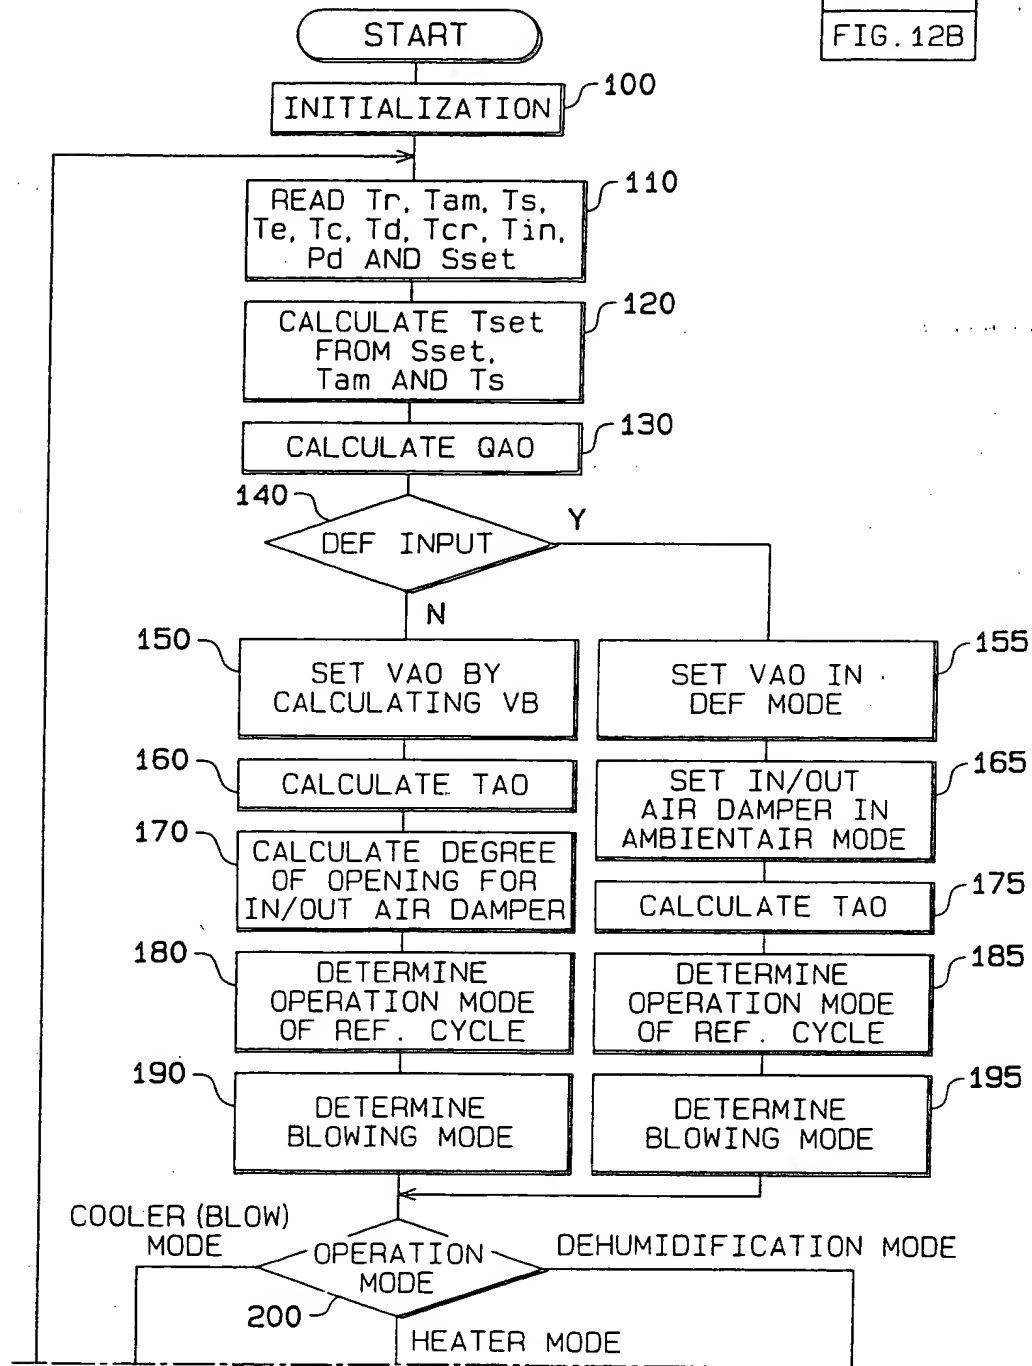 FIG. 12B
START
INITIALIZATION
100
READ Tr, Tam, Ts,
Te, Tc, Td, Tcr, Tin,
Pd AND Sset
110
CALCULATE Tset
FROM Sset,
Tam AND Ts
120
CALCULATE QAO
130
140
DEF INPUT
Y
N
150
SET VAO BY
CALCULATING VB
SET VAO IN
DEF MODE
155
160
CALCULATE TAO
SET IN/OUT
AIR DAMPER IN
AMBIENTAIR MODE
165
170
CALCULATE DEGREE
OF OPENING FOR
IN/OUT AIR DAMPER
CALCULATE TAO
175
180
DETERMINE
OPERATION MODE
OF REF. CYCLE
DETERMINE
OPERATION MODE
OF REF. CYCLE
185
190
DETERMINE
BLOWING MODE
DETERMINE
BLOWING MODE
195
COOLER (BLOW)
MODE
OPERATION
MODE
DEHUMIDIFICATION MODE
200
HEATER MODE